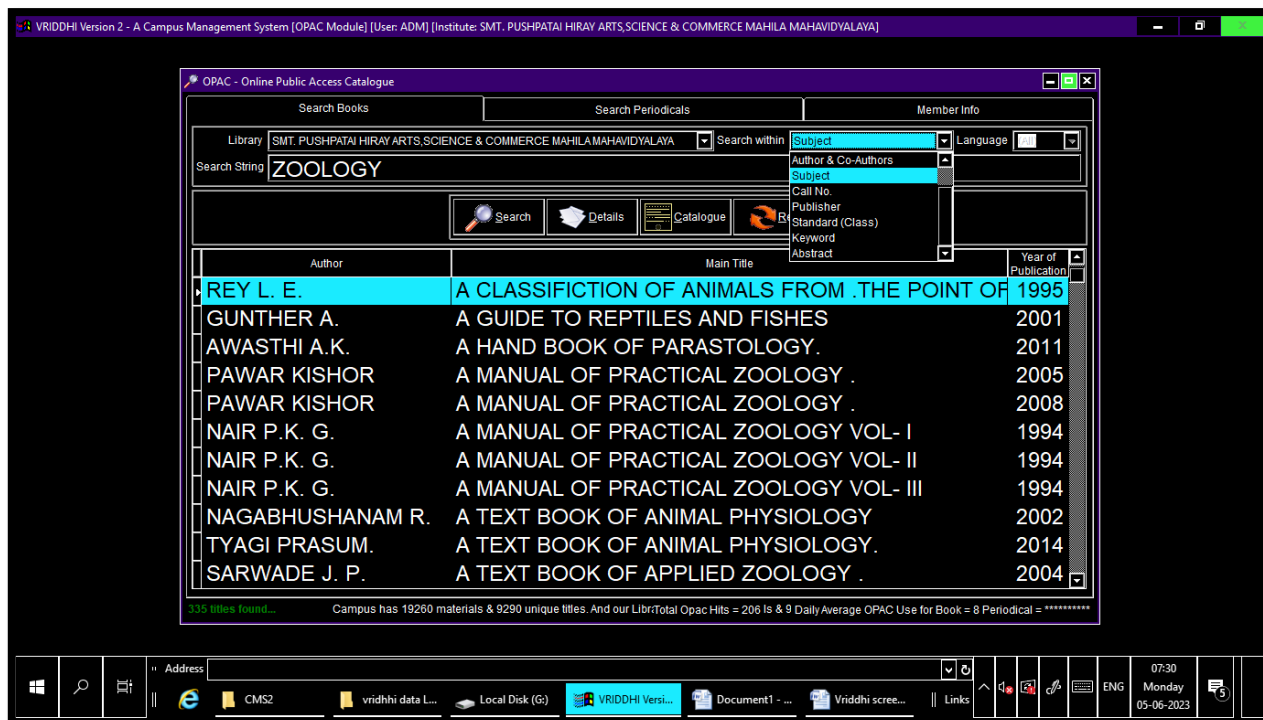 VRIDDHI Version 2 - A Campus Management System [OPAC Module] [User: ADM] [Institute: SMT. PUSHPATAI HIRAY ARTS,SCIENCE & COMMERCE MAHILA MAHAVIDYALAYA]
OPAC - Online Public Access Catalogue
Search Books Search Periodicals Member Info
Library SMT. PUSHPATAI HIRAY ARTS,SCIENCE & COMMERCE MAHILA MAHAVIDYALAYA Search within Subject Language All
Search String ZOOLOGY
Author & Co-Authors
Subject
Call No.
Publisher
Standard (Class)
Keyword
Abstract
Search Details Catalogue
Author Main Title Year of Publication
REY L. E. A CLASSIFICTION OF ANIMALS FROM .THE POINT OF 1995
GUNTHER A. A GUIDE TO REPTILES AND FISHES 2001
AWASTHI A.K. A HAND BOOK OF PARASTOLOGY. 2011
PAWAR KISHOR A MANUAL OF PRACTICAL ZOOLOGY . 2005
PAWAR KISHOR A MANUAL OF PRACTICAL ZOOLOGY . 2008
NAIR P.K. G. A MANUAL OF PRACTICAL ZOOLOGY VOL- I 1994
NAIR P.K. G. A MANUAL OF PRACTICAL ZOOLOGY VOL- II 1994
NAIR P.K. G. A MANUAL OF PRACTICAL ZOOLOGY VOL- III 1994
NAGABHUSHANAM R. A TEXT BOOK OF ANIMAL PHYSIOLOGY 2002
TYAGI PRASUM. A TEXT BOOK OF ANIMAL PHYSIOLOGY. 2014
SARWADE J. P. A TEXT BOOK OF APPLIED ZOOLOGY . 2004
335 titles found... Campus has 19260 materials & 9290 unique titles. And our Libr:Total Opac Hits = 206 ls & 9 Daily Average OPAC Use for Book = 8 Periodical = **********
Address
CMS2 vridhhi data L... Local Disk (G:) VRIDDHI Versi... Document1 - ... Vriddhi scree... Links
ENG
07:30
Monday
05-06-2023
5